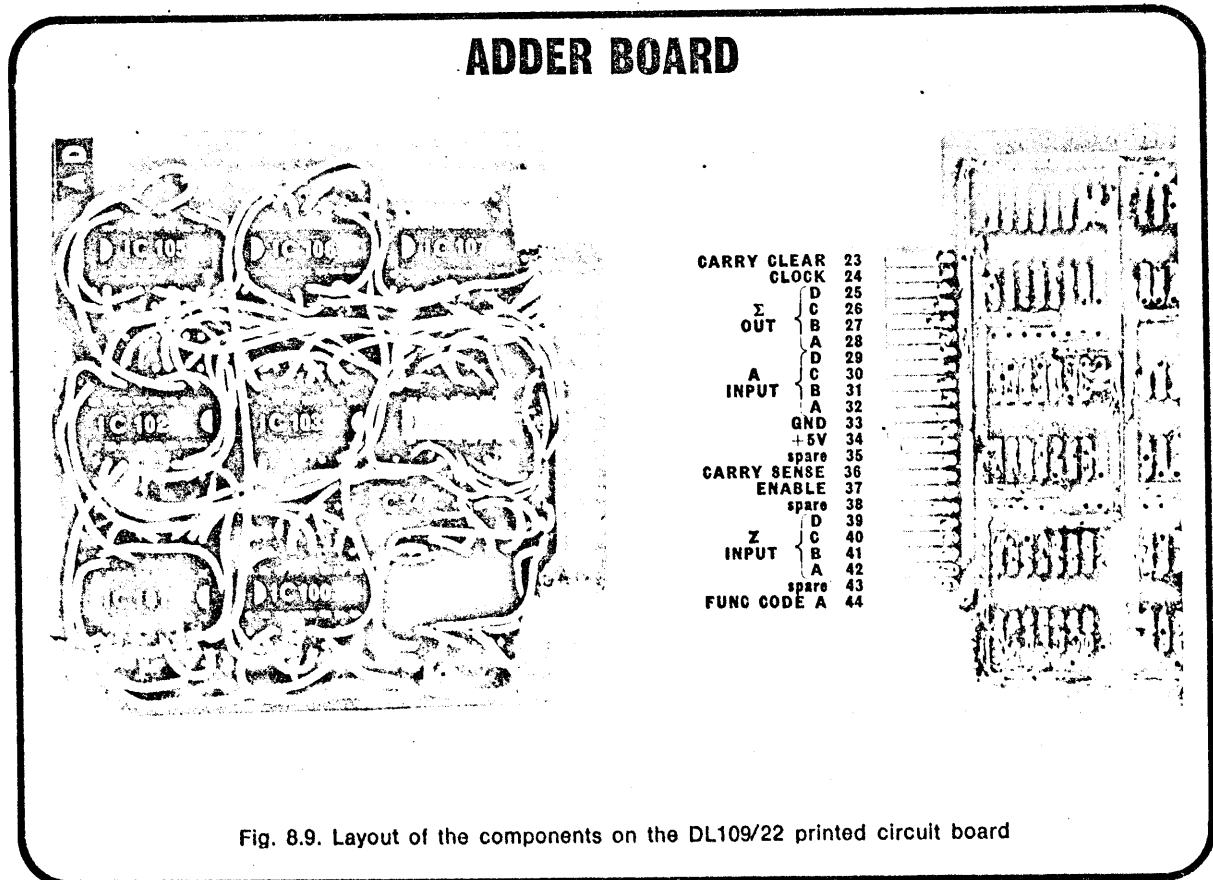 ADDER BOARD
AD
IC 105
IC 106
IC 107
IC 102
IC 103
IC 100
CARRY CLEAR 23
CLOCK 24
D 25
Σ C 26
OUT B 27
A 28
D 29
A C 30
INPUT B 31
A 32
GND 33
+5V 34
spare 35
CARRY SENSE 36
ENABLE 37
spare 38
D 39
Z C 40
INPUT B 41
A 42
spare 43
FUNC CODE A 44
Fig. 8.9. Layout of the components on the DL109/22 printed circuit board